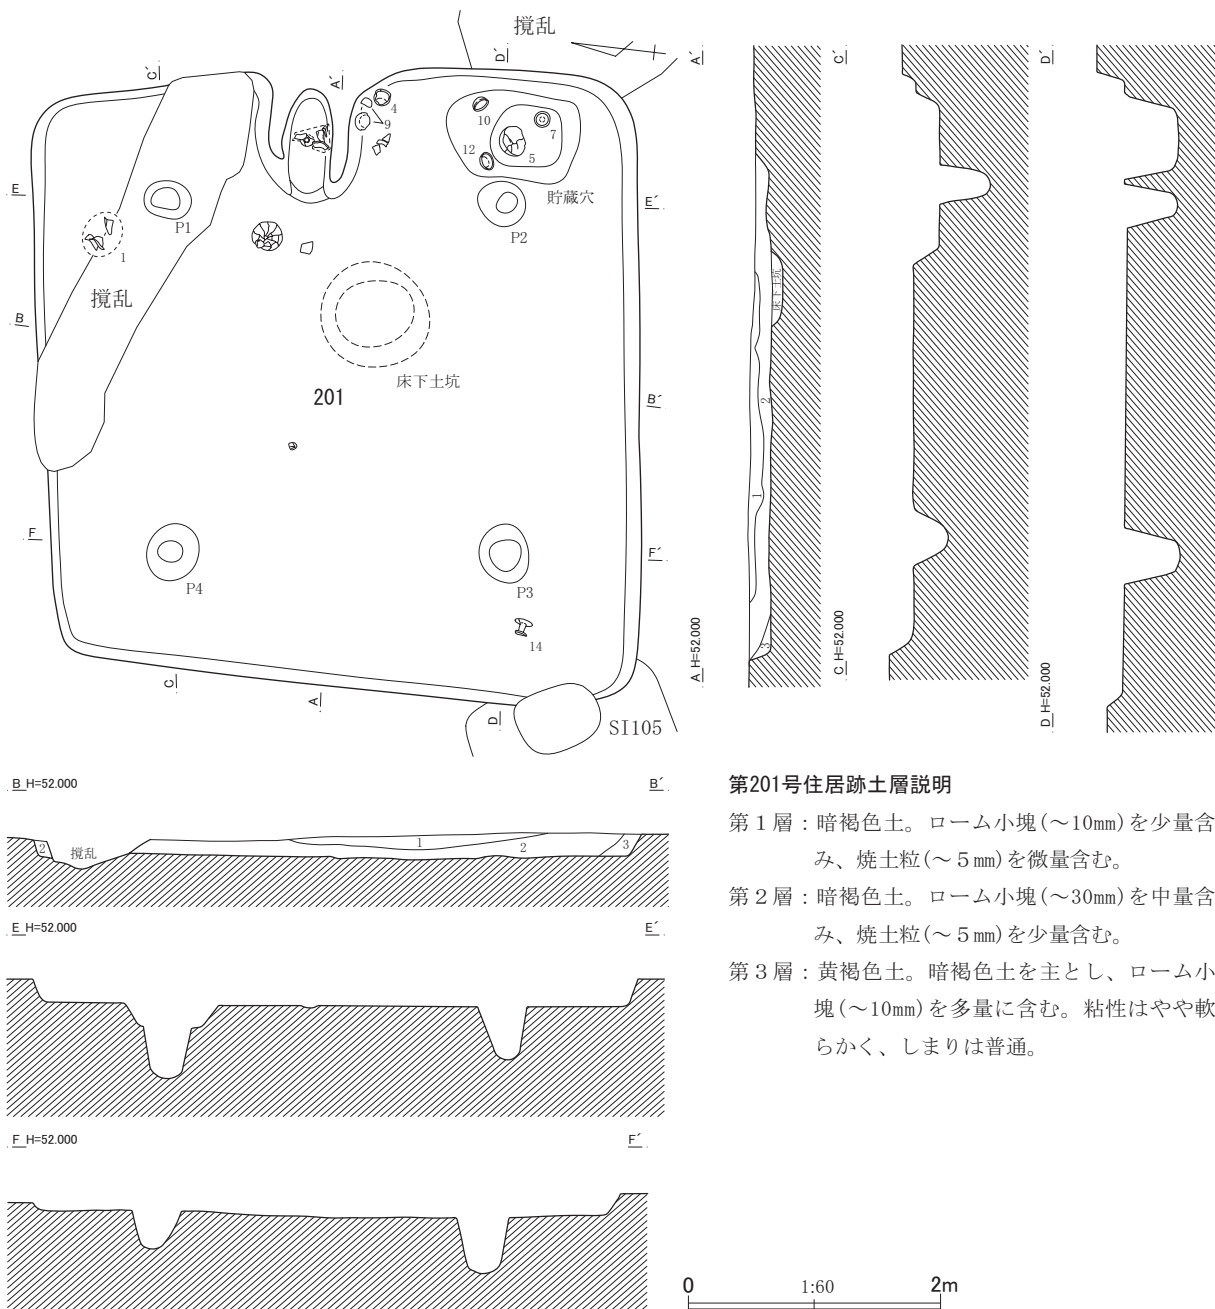 撹乱
C´
A´
D´
4
9
10
7
12
5
貯蔵穴
E
E´
P1
P2
1
撹乱
B
床下土坑
201
B´
F
F´
P4
P3
14
C
A
D
SI105
A´
C´
D´
床下土坑
2
1
3
A H=52.000
C H=52.000
D H=52.000
B H=52.000
B´
2
撹乱
1
2
3
E H=52.000
E´
F H=52.000
F´
第201号住居跡土層説明
第1層：暗褐色土。ローム小塊(～10mm)を少量含
み、焼土粒(～5mm)を微量含む。
第2層：暗褐色土。ローム小塊(～30mm)を中量含
み、焼土粒(～5mm)を少量含む。
第3層：黄褐色土。暗褐色土を主とし、ローム小
塊(～10mm)を多量に含む。粘性はやや軟
らかく、しまりは普通。
0 1:60 2m